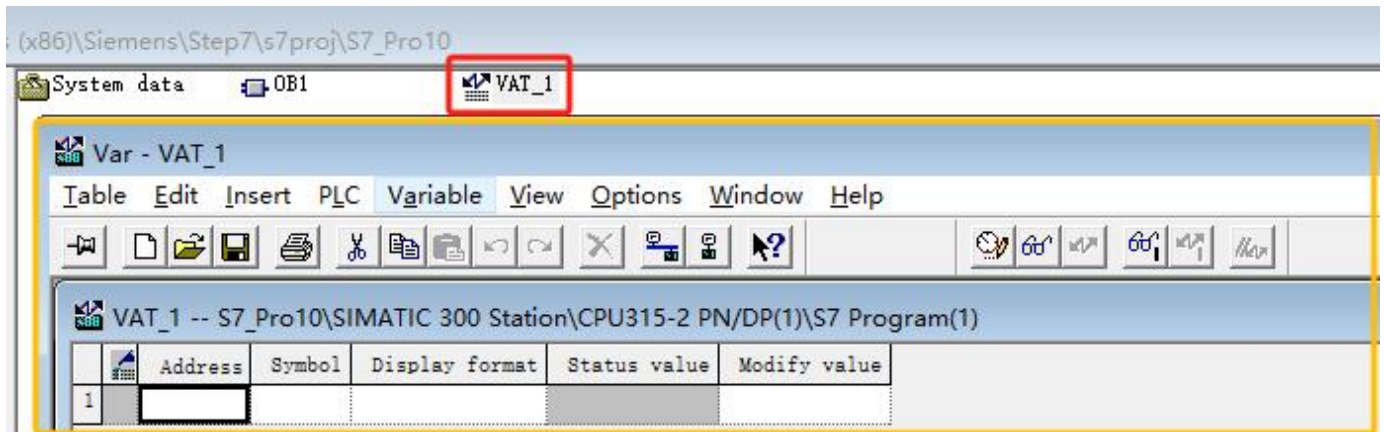 (x86)\Siemens\Step7\s7proj\S7_Pro10
System data OB1 VAT_1
Var - VAT_1
Table Edit Insert PLC Variable View Options Window Help
VAT_1 -- S7_Pro10\SIMATIC 300 Station\CPU315-2 PN/DP(1)\S7 Program(1)
Address Symbol Display format Status value Modify value
1